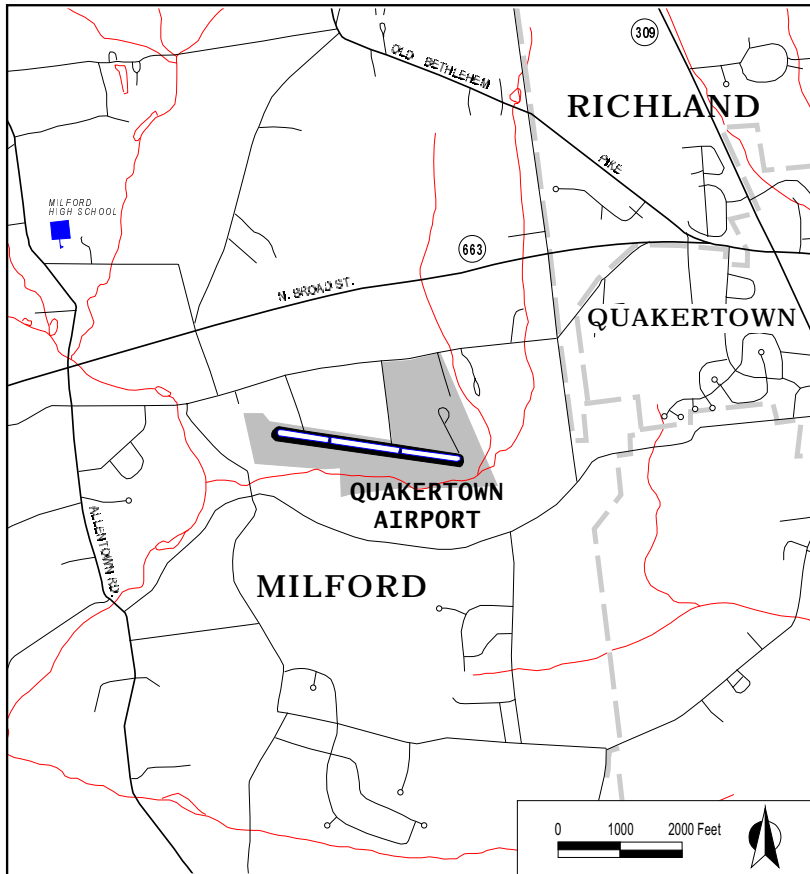 309
OLD BETHLEHEM
RICHLAND
PIKE
MILFORD
HIGH SCHOOL
663
N. BROAD ST.
QUAKERTOWN
QUAKERTOWN
AIRPORT
ALLENTOWN RD.
MILFORD
0 1000 2000 Feet